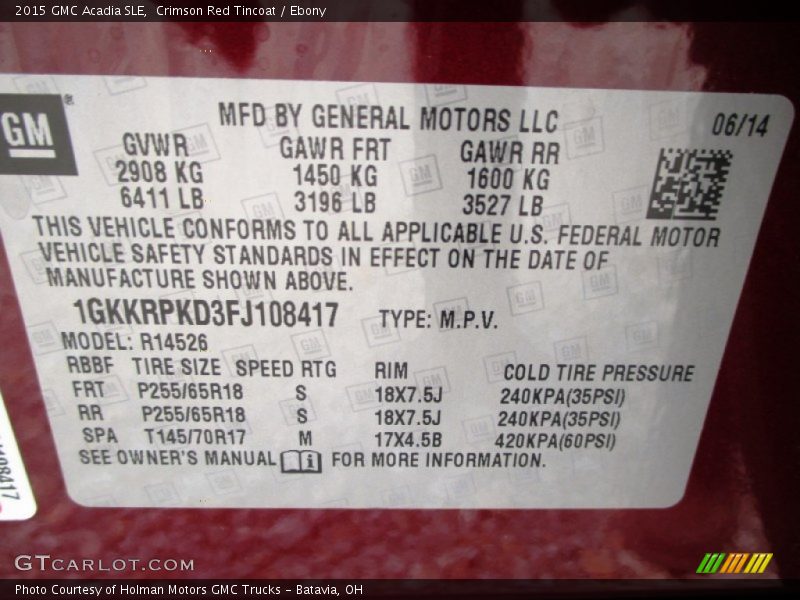 2015 GMC Acadia SLE, Crimson Red Tincoat / Ebony
MFD BY GENERAL MOTORS LLC 06/14
GM®
GVWR GAWR FRT GAWR RR
2908 KG 1450 KG 1600 KG
6411 LB 3196 LB 3527 LB
THIS VEHICLE CONFORMS TO ALL APPLICABLE U.S. FEDERAL MOTOR
VEHICLE SAFETY STANDARDS IN EFFECT ON THE DATE OF
MANUFACTURE SHOWN ABOVE.
1GKKRPKD3FJ108417 TYPE: M.P.V.
MODEL: R14526
RBBF TIRE SIZE SPEED RTG RIM COLD TIRE PRESSURE
FRT P255/65R18 S 18X7.5J 240KPA(35PSI)
RR P255/65R18 S 18X7.5J 240KPA(35PSI)
SPA T145/70R17 M 17X4.5B 420KPA(60PSI)
SEE OWNER'S MANUAL i FOR MORE INFORMATION.
GTCARLOT.COM
Photo Courtesy of Holman Motors GMC Trucks - Batavia, OH